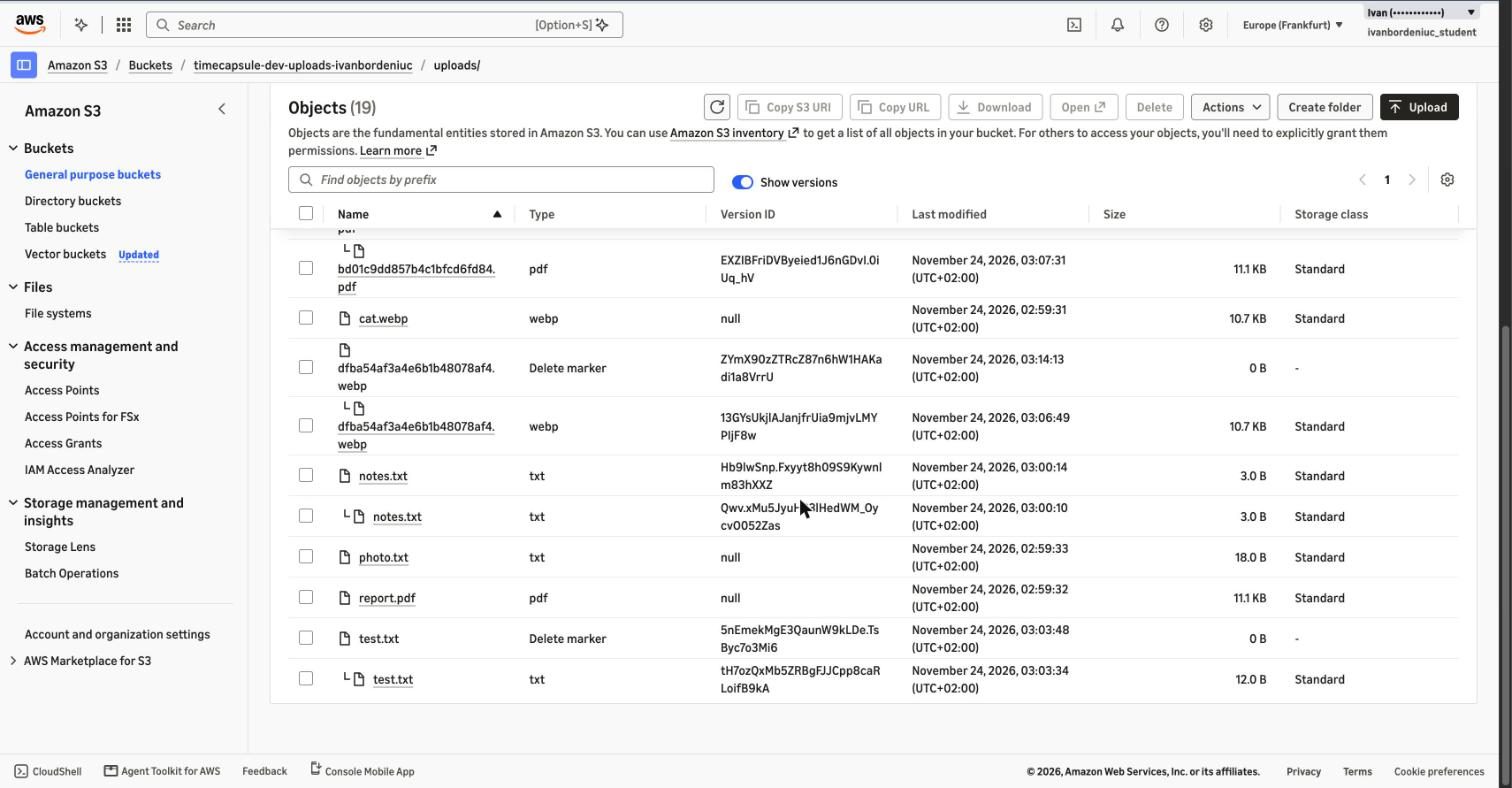 aws
Search
[Option+S]
Europe (Frankfurt)
Ivan (••••••••••••)
ivanbordeniuc_student
Amazon S3 / Buckets / timecapsule-dev-uploads-ivanbordeniuc / uploads/
Amazon S3
Buckets
General purpose buckets
Directory buckets
Table buckets
Vector buckets Updated
Files
File systems
Access management and
security
Access Points
Access Points for FSx
Access Grants
IAM Access Analyzer
Storage management and
insights
Storage Lens
Batch Operations
Account and organization settings
AWS Marketplace for S3
Objects (19)
Copy S3 URI
Copy URL
Download
Open
Delete
Actions
Create folder
Upload
Objects are the fundamental entities stored in Amazon S3. You can use Amazon S3 inventory to get a list of all objects in your bucket. For others to access your objects, you'll need to explicitly grant them
permissions. Learn more
Find objects by prefix
Show versions
1
Name Type Version ID Last modified Size Storage class
pdf
bd01c9dd857b4c1bfcd6fd84.
pdf
pdf
EXZlBFriDVByeied1J6nGDvI.0i
Uq_hV
November 24, 2026, 03:07:31
(UTC+02:00)
11.1 KB
Standard
cat.webp
webp
null
November 24, 2026, 02:59:31
(UTC+02:00)
10.7 KB
Standard
dfba54af3a4e6b1b48078af4.
webp
Delete marker
ZYmX90zZTRcZ87n6hW1HAKa
di1a8VrrU
November 24, 2026, 03:14:13
(UTC+02:00)
0 B
-
dfba54af3a4e6b1b48078af4.
webp
webp
13GYsUkjlAJanjfrUia9mjvLMY
PljF8w
November 24, 2026, 03:06:49
(UTC+02:00)
10.7 KB
Standard
notes.txt
txt
Hb9lwSnp.Fxyyt8h09S9Kywnl
m83hXXZ
November 24, 2026, 03:00:14
(UTC+02:00)
3.0 B
Standard
notes.txt
txt
cvO052Zas
November 24, 2026, 03:00:10
(UTC+02:00)
3.0 B
Standard
photo.txt
txt
null
November 24, 2026, 02:59:33
(UTC+02:00)
18.0 B
Standard
report.pdf
pdf
null
November 24, 2026, 02:59:32
(UTC+02:00)
11.1 KB
Standard
test.txt
Delete marker
5nEmekMgE3QaunW9kLDe.Ts
Byc7o3Mi6
November 24, 2026, 03:03:48
(UTC+02:00)
0 B
-
test.txt
txt
tH7ozQxMb5ZRBgFJJCpp8caR
LoifB9kA
November 24, 2026, 03:03:34
(UTC+02:00)
12.0 B
Standard
CloudShell
Agent Toolkit for AWS
Feedback
Console Mobile App
© 2026, Amazon Web Services, Inc. or its affiliates.
Privacy
Terms
Cookie preferences